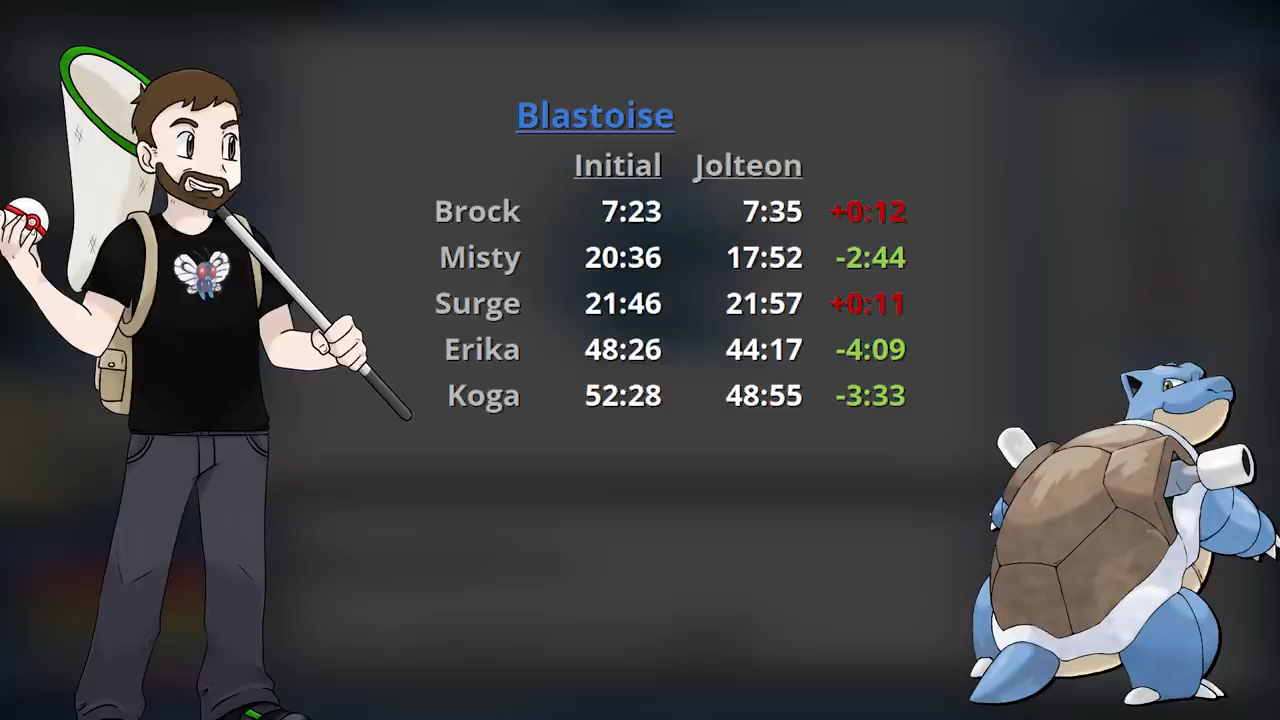 Blastoise
Initial Jolteon
Brock 7:23 7:35 +0:12
Misty 20:36 17:52 -2:44
Surge 21:46 21:57 +0:11
Erika 48:26 44:17 -4:09
Koga 52:28 48:55 -3:33